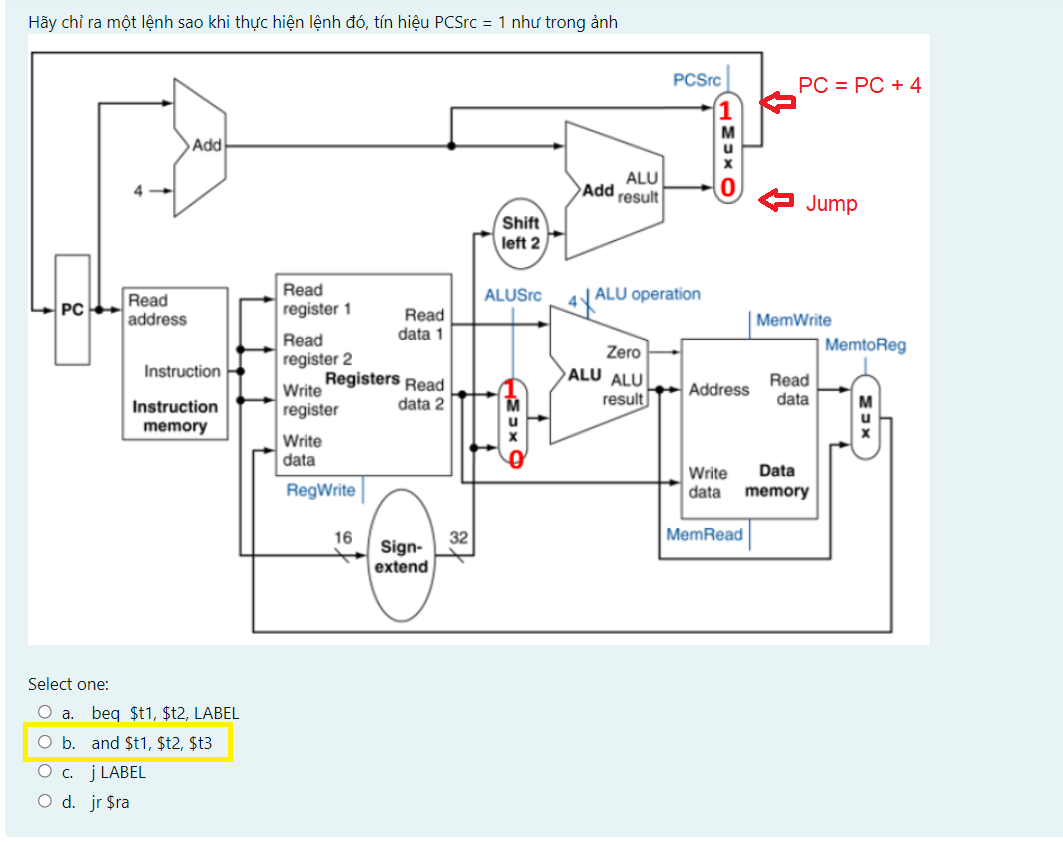 Hãy chỉ ra một lệnh sao khi thực hiện lệnh đó, tín hiệu PCSrc = 1 như trong ảnh
PCSrc
PC = PC + 4
1
M
u
x
0
Jump
Add
4
Add
ALU
result
Shift
left 2
PC
Read
address
Instruction
Instruction
memory
Read
register 1
Read
register 2
Write
register
Write
data
Registers
Read
data 1
Read
data 2
RegWrite
ALUSrc
1
M
u
x
0
4
ALU operation
Zero
ALU
ALU
result
MemWrite
MemtoReg
Address
Read
data
Write
data
Data
memory
MemRead
M
u
x
16
Sign-
extend
32
Select one:
a. beq $t1, $t2, LABEL
b. and $t1, $t2, $t3
c. j LABEL
d. jr $ra